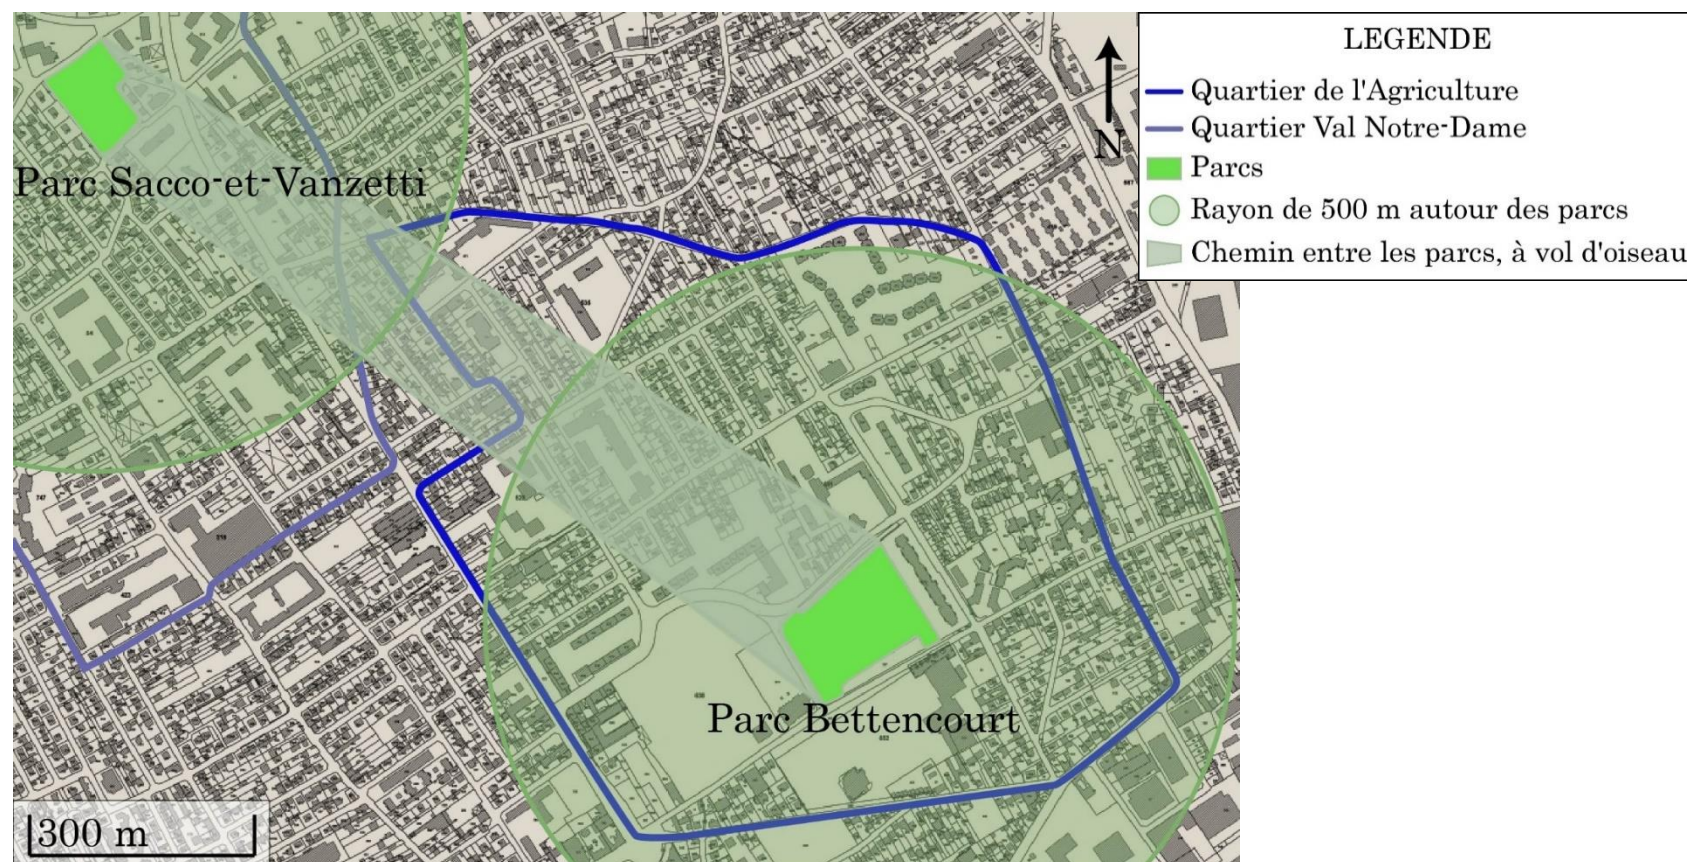 LEGENDE
Quartier de l'Agriculture
Quartier Val Notre-Dame
Parcs
Rayon de 500 m autour des parcs
Chemin entre les parcs, à vol d'oiseau
N
Parc Sacco-et-Vanzetti
Parc Bettencourt
300 m